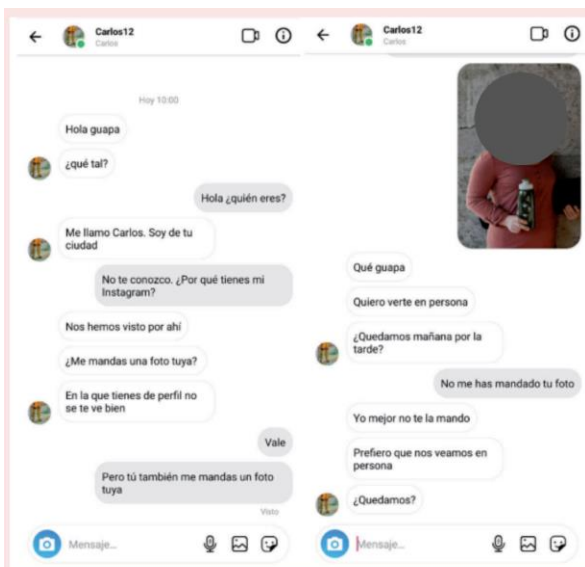 Carlos12
Carlos
Hoy 10:00
Hola guapa
¿qué tal?
Hola ¿quién eres?
Me llamo Carlos. Soy de tu
ciudad
No te conozco. ¿Por qué tienes mi
Instagram?
Nos hemos visto por ahí
¿Me mandas una foto tuya?
En la que tienes de perfil no
se te ve bien
Vale
Pero tú también me mandas un foto
tuya
Visto
Mensaje...
Carlos12
Carlos
Qué guapa
Quiero verte en persona
¿Quedamos mañana por la
tarde?
No me has mandado tu foto
Yo mejor no te la mando
Prefiero que nos veamos en
persona
¿Quedamos?
Mensaje...